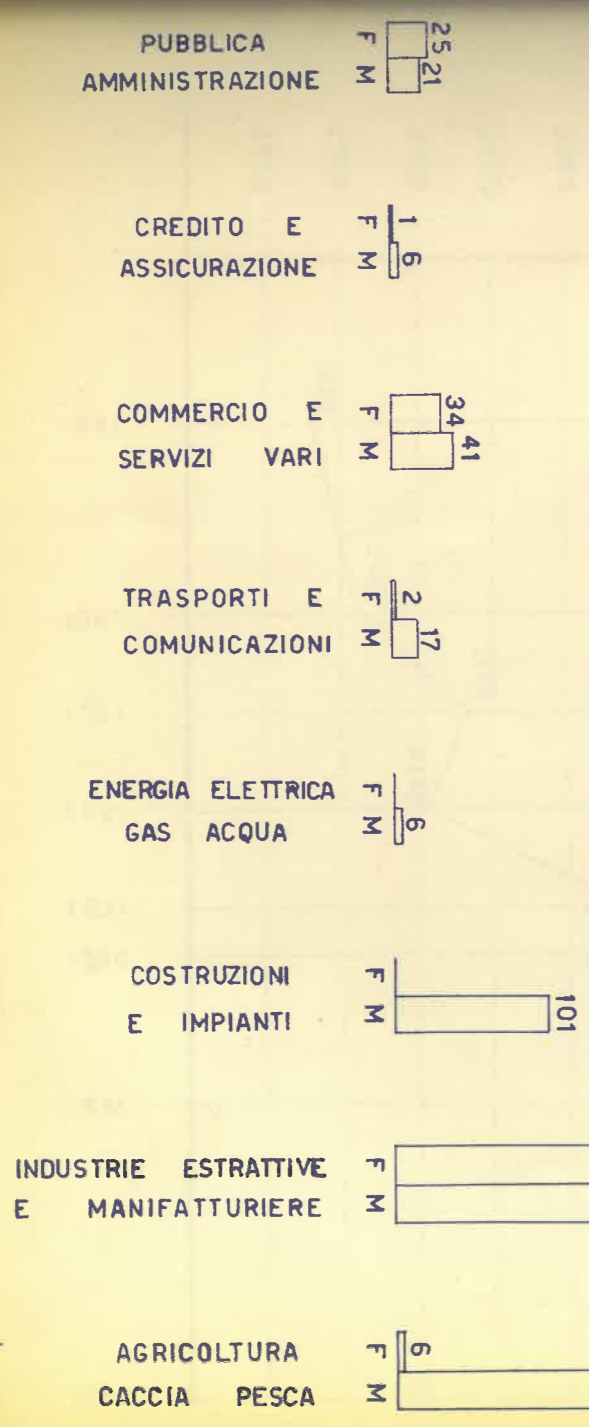 PUBBLICA F 25
AMMINISTRAZIONE M 21
CREDITO E F 1
ASSICURAZIONE M 6
COMMERCIO E F 34
SERVIZI VARI M 41
TRASPORTI E F 2
COMUNICAZIONI M 17
ENERGIA ELETTRICA F
GAS ACQUA M 6
COSTRUZIONI F
E IMPIANTI M 101
INDUSTRIE ESTRATTIVE F
E MANIFATTURIERE M
AGRICOLTURA F 6
CACCIA PESCA M